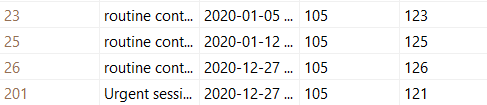 23 routine cont... 2020-01-05 ... 105 123
25 routine cont... 2020-01-12 ... 105 125
26 routine cont... 2020-12-27 ... 105 126
201 Urgent sessi... 2020-12-27 ... 105 121